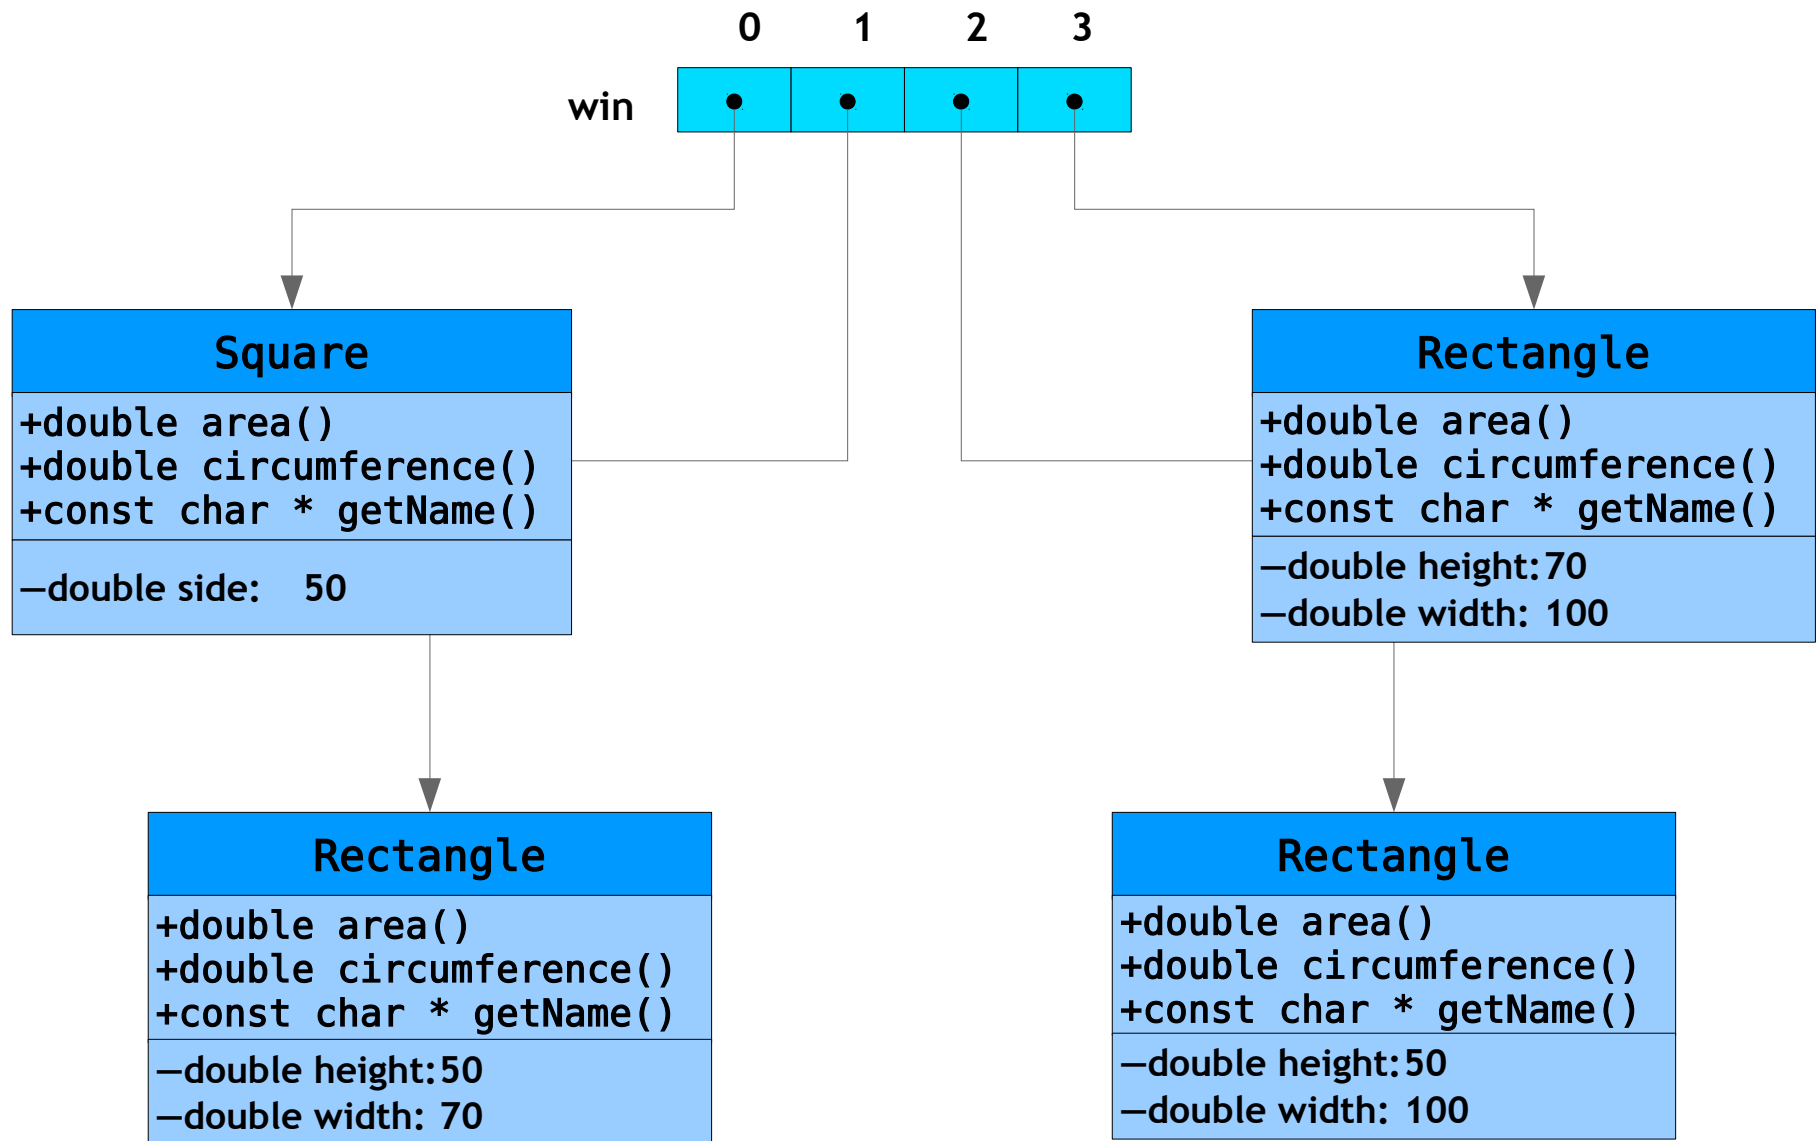 0 1 2 3
win
Square
+double area()
+double circumference()
+const char * getName()
—double side: 50
Rectangle
+double area()
+double circumference()
+const char * getName()
—double height:70
—double width: 100
Rectangle
+double area()
+double circumference()
+const char * getName()
—double height:50
—double width: 70
Rectangle
+double area()
+double circumference()
+const char * getName()
—double height:50
—double width: 100